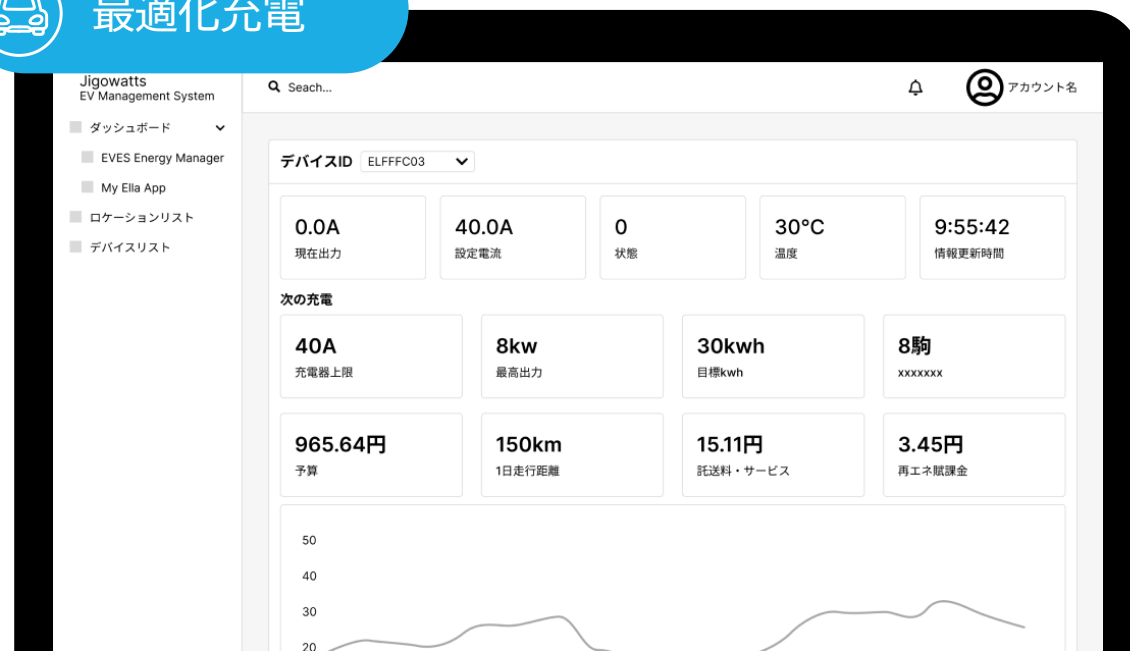 最適化充電
Jigowatts
EV Management System
Seach...
アカウント名
ダッシュボード
EVES Energy Manager
My Ella App
ロケーションリスト
デバイスリスト
デバイスID ELFFFC03
0.0A
現在出力
40.0A
設定電流
0
状態
30°C
温度
9:55:42
情報更新時間
次の充電
40A
充電器上限
8kw
最高出力
30kwh
目標kwh
8駒
xxxxxxx
965.64円
予算
150km
1日走行距離
15.11円
託送料・サービス
3.45円
再エネ賦課金
50
40
30
20